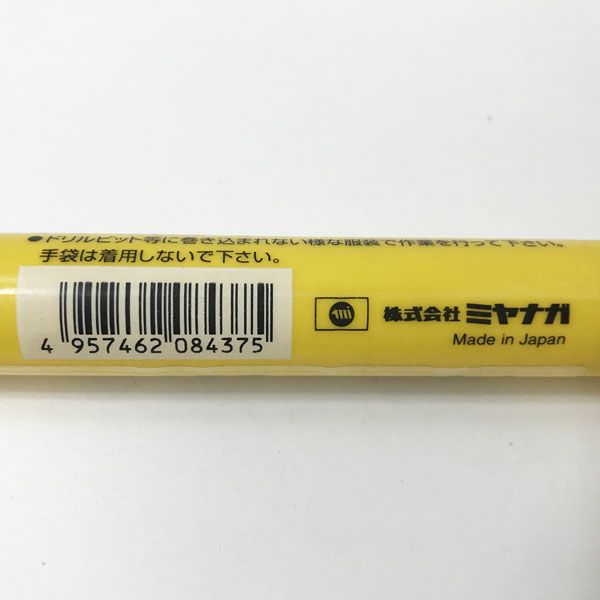 ●ドリルビット等に巻き込まれない様な服装で作業を行って下さい。
手袋は着用しないで下さい。
4 957462 084375
株式会社 ミヤナガ
Made in Japan